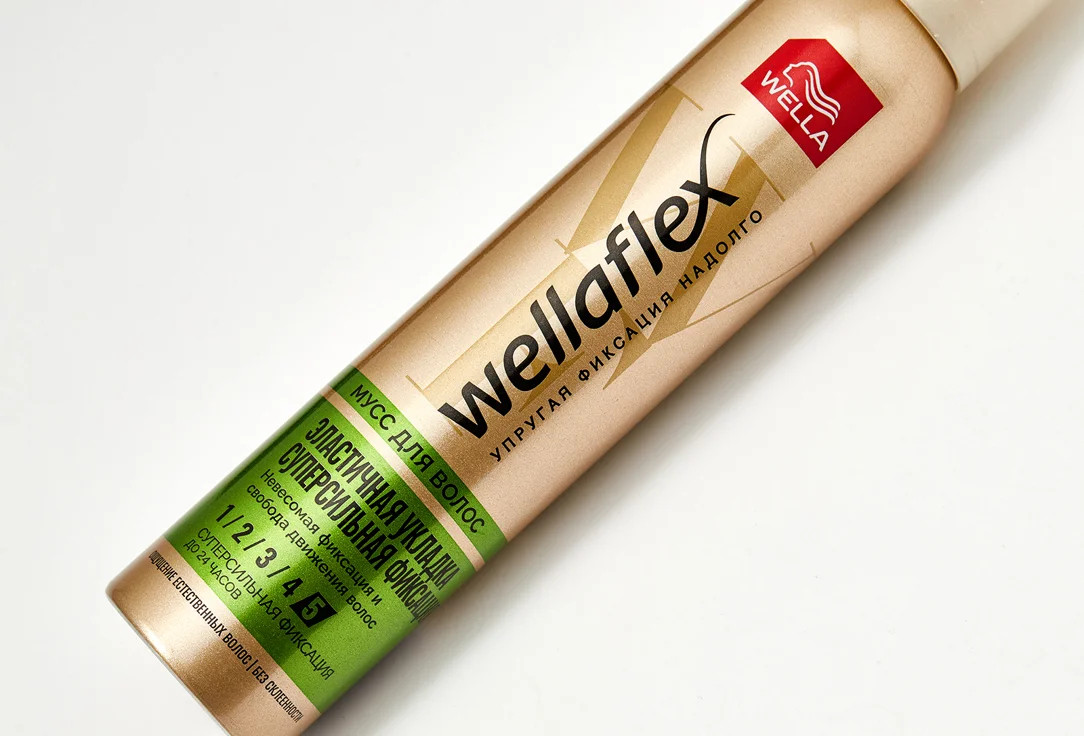 WELLA
wellaflex
УПРУГАЯ ФИКСАЦИЯ НАДОЛГО
МУСС ДЛЯ ВОЛОС
ЭЛАСТИЧНАЯ УКЛАДКА
СУПЕРСИЛЬНАЯ
Невесомая фиксация и
свобода движения волос
1 / 2 / 3 / 4 5
СУПЕРСИЛЬНАЯ ФИКСАЦИЯ
ДО 24 ЧАСОВ
ОЩУЩЕНИЕ ЕСТЕСТВЕННЫХ ВОЛОС | БЕЗ СКЛЕЕННОСТИ